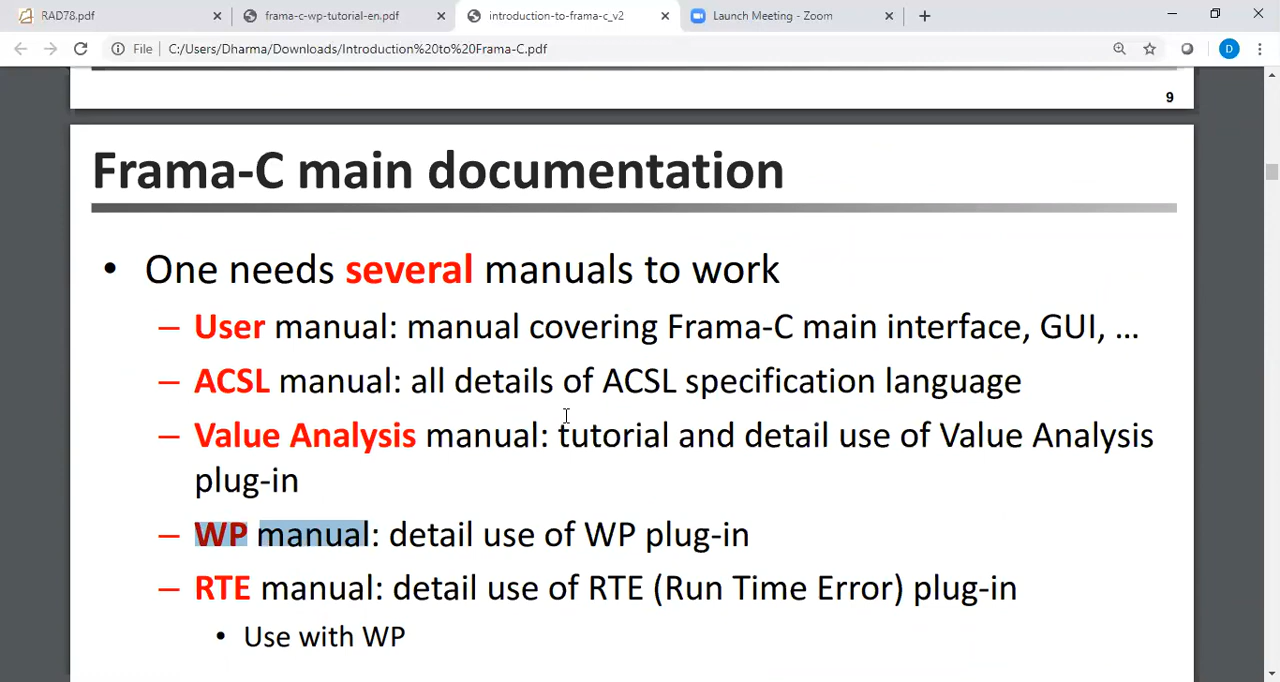 RAD78.pdf
frama-c-wp-tutorial-en.pdf
introduction-to-frama-c_v2
Launch Meeting - Zoom
File
C:/Users/Dharma/Downloads/Introduction%20to%20Frama-C.pdf
D
9
Frama-C main documentation
• One needs several manuals to work
– User manual: manual covering Frama-C main interface, GUI, ...
– ACSL manual: all details of ACSL specification language
– Value Analysis manual: tutorial and detail use of Value Analysis
plug-in
– WP manual: detail use of WP plug-in
– RTE manual: detail use of RTE (Run Time Error) plug-in
• Use with WP